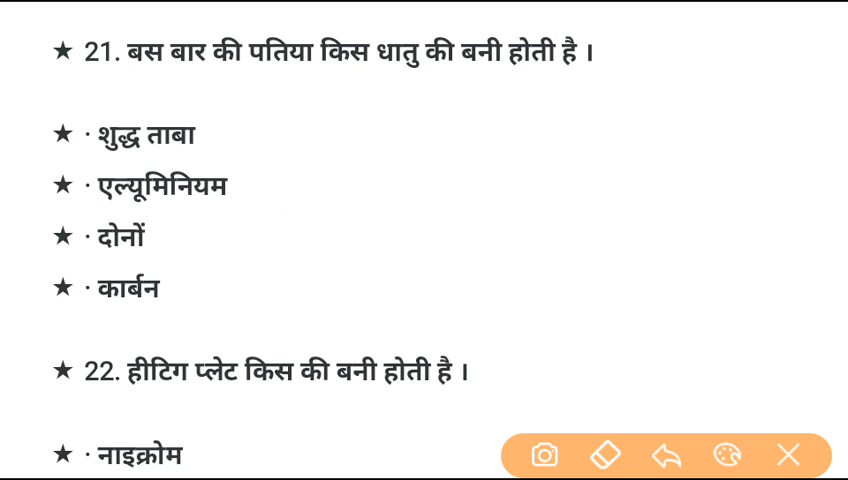 ★ 21. बस बार की पतिया किस धातु की बनी होती है ।
★ · शुद्ध ताबा
★ · एल्यूमिनियम
★ · दोनों
★ · कार्बन
★ 22. हीटिग प्लेट किस की बनी होती है ।
★ · नाइक्रोम